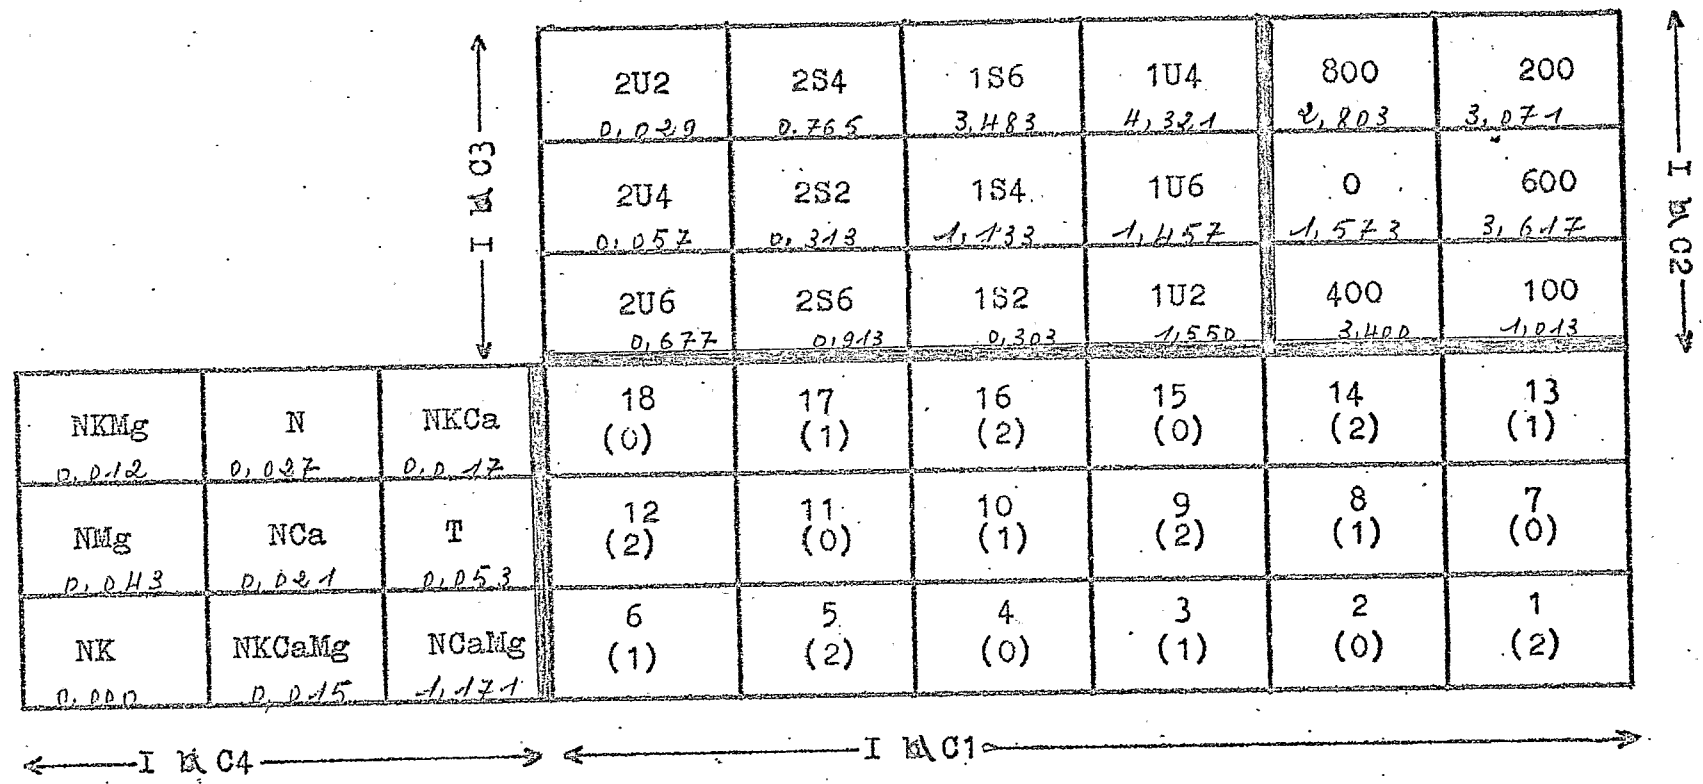 2U2 2S4 1S6 1U4 800 200
0,029 0.765 3,483 4,321 2,803 3,071
I C3
2U4 2S2 1S4 1U6 0 600
0,057 0,313 1,133 1,457 1,573 3,617
I C2
2U6 2S6 1S2 1U2 400 100
0,677 0,913 0,303 1,550 3,400 1,013
NKMg N NKCa 18 17 16 15 14 13
(0) (1) (2) (0) (2) (1)
0,012 0,027 0,017
NMg NCa T 12 11 10 9 8 7
(2) (0) (1) (2) (1) (0)
0,043 0,021 0,053
NK NKCaMg NCaMg 6 5 4 3 2 1
(1) (2) (0) (1) (0) (2)
0,000 0,015 1,171
I C4 I C1